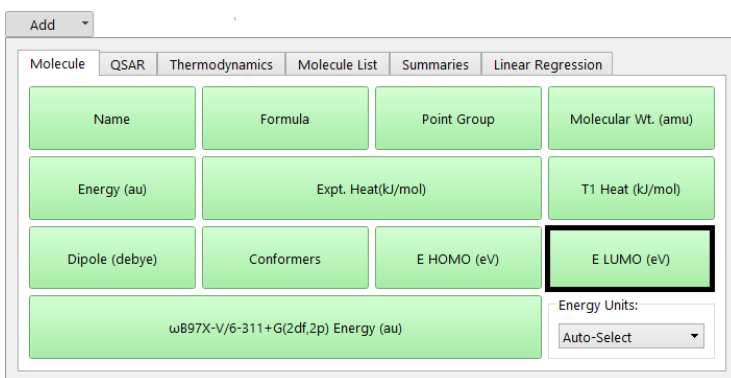 Add
Molecule QSAR Thermodynamics Molecule List Summaries Linear Regression
Name Formula Point Group Molecular Wt. (amu)
Energy (au) Expt. Heat(kJ/mol) T1 Heat (kJ/mol)
Dipole (debye) Conformers E HOMO (eV) E LUMO (eV)
ωB97X-V/6-311+G(2df,2p) Energy (au)
Energy Units:
Auto-Select